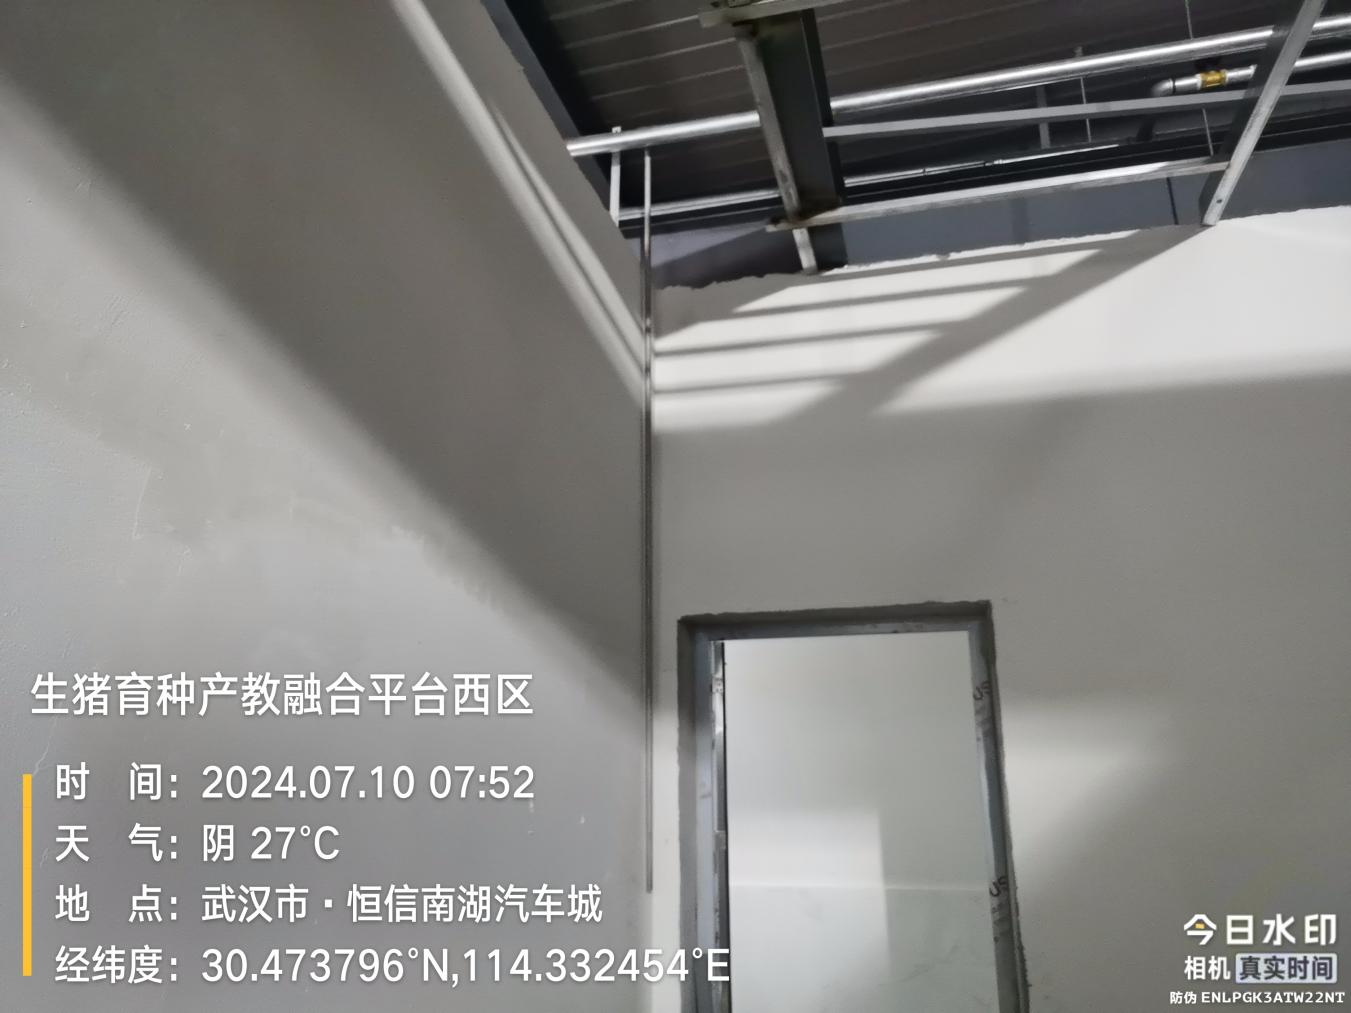 生猪育种产教融合平台西区
时 间：2024.07.10 07:52
天 气：阴 27°C
地 点：武汉市·恒信南湖汽车城
经纬度：30.473796°N,114.332454°E
今日水印
相机 真实时间
防伪 ENLPGK3ATW22NT